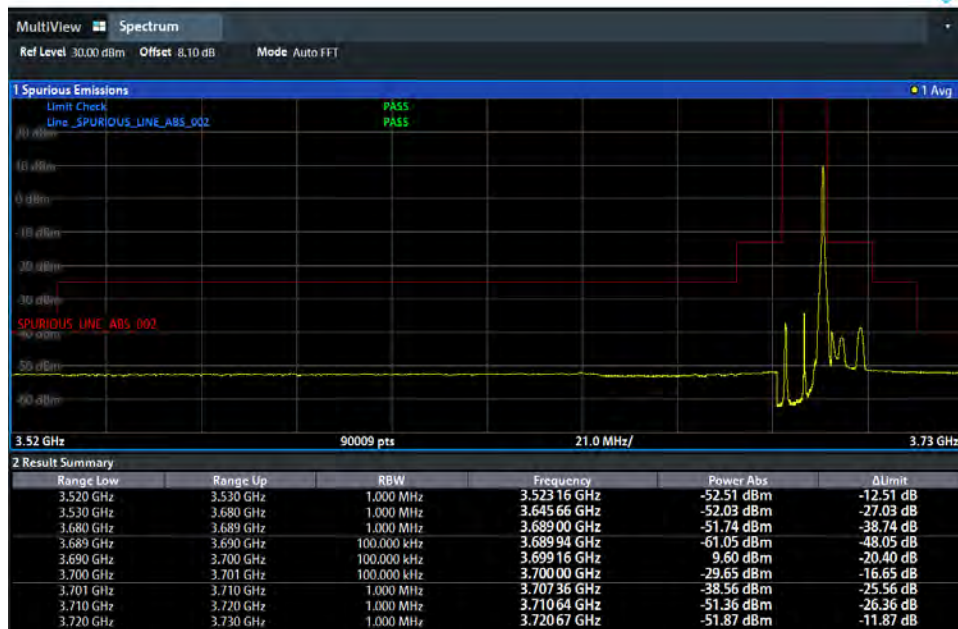 MultiView Spectrum
Ref Level 30.00 dBm Offset 8.10 dB Mode Auto FFT
1 Spurious Emissions 1 Avg
Limit Check PASS
Line _SPURIOUS_LINE_ABS_002 PASS
20 dBm
10 dBm
0 dBm
-10 dBm
-20 dBm
-30 dBm
SPURIOUS_LINE_ABS_002
-40 dBm
-50 dBm
-60 dBm
3.52 GHz 90009 pts 21.0 MHz/ 3.73 GHz
2 Result Summary
Range Low Range Up RBW Frequency Power Abs ΔLimit
3.520 GHz 3.530 GHz 1.000 MHz 3.523 16 GHz -52.51 dBm -12.51 dB
3.530 GHz 3.680 GHz 1.000 MHz 3.645 66 GHz -52.03 dBm -27.03 dB
3.680 GHz 3.689 GHz 1.000 MHz 3.689 00 GHz -51.74 dBm -38.74 dB
3.689 GHz 3.690 GHz 100.000 kHz 3.689 94 GHz -61.05 dBm -48.05 dB
3.690 GHz 3.700 GHz 100.000 kHz 3.699 16 GHz 9.60 dBm -20.40 dB
3.700 GHz 3.701 GHz 100.000 kHz 3.700 00 GHz -29.65 dBm -16.65 dB
3.701 GHz 3.710 GHz 1.000 MHz 3.707 36 GHz -38.56 dBm -25.56 dB
3.710 GHz 3.720 GHz 1.000 MHz 3.710 64 GHz -51.36 dBm -26.36 dB
3.720 GHz 3.730 GHz 1.000 MHz 3.720 67 GHz -51.87 dBm -11.87 dB